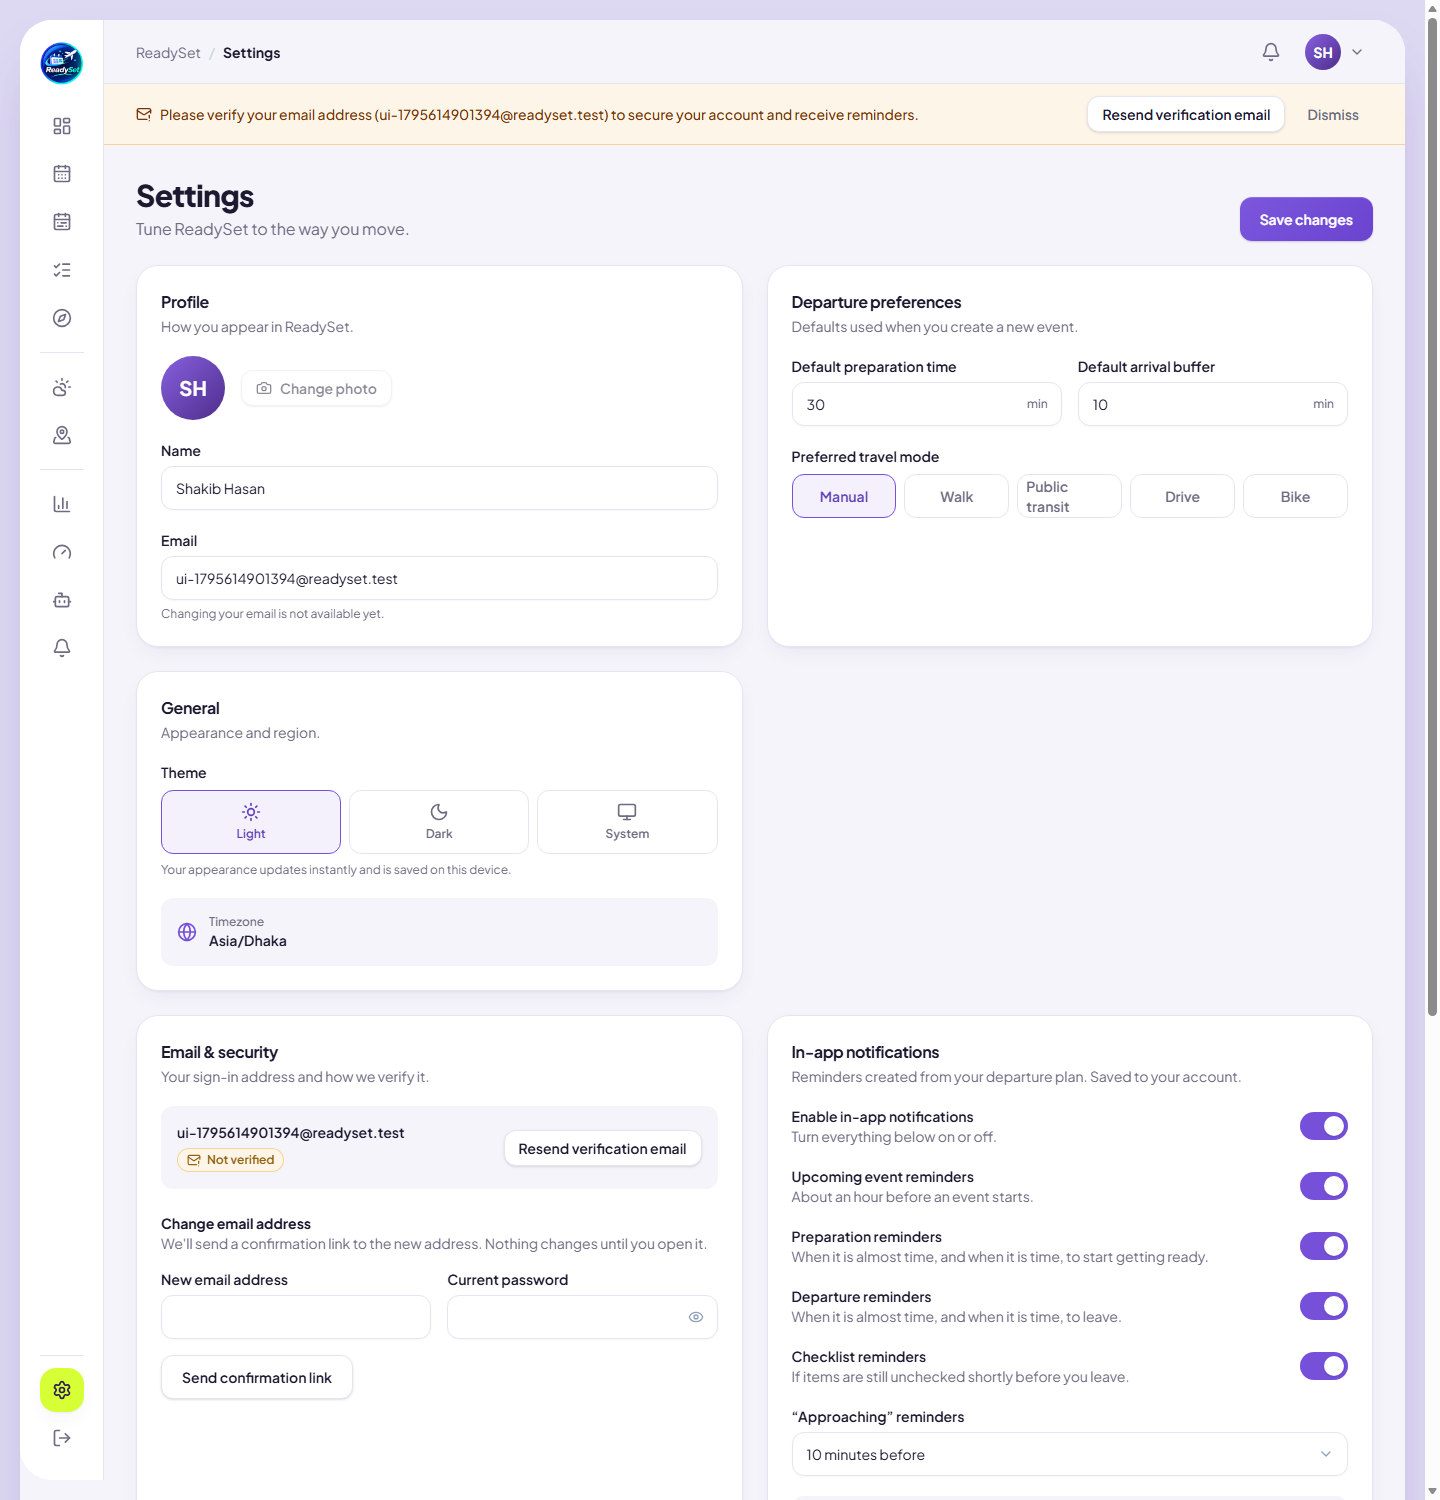 ReadySet
ReadySet / Settings
SH
Please verify your email address (ui-1795614901394@readyset.test) to secure your account and receive reminders.
Resend verification email
Dismiss
Settings
Tune ReadySet to the way you move.
Save changes
Profile
How you appear in ReadySet.
SH
Change photo
Name
Shakib Hasan
Email
ui-1795614901394@readyset.test
Changing your email is not available yet.
Departure preferences
Defaults used when you create a new event.
Default preparation time
30 min
Default arrival buffer
10 min
Preferred travel mode
Manual
Walk
Public
transit
Drive
Bike
General
Appearance and region.
Theme
Light
Dark
System
Your appearance updates instantly and is saved on this device.
Timezone
Asia/Dhaka
Email & security
Your sign-in address and how we verify it.
ui-1795614901394@readyset.test
Not verified
Resend verification email
Change email address
We'll send a confirmation link to the new address. Nothing changes until you open it.
New email address
Current password
Send confirmation link
In-app notifications
Reminders created from your departure plan. Saved to your account.
Enable in-app notifications
Turn everything below on or off.
Upcoming event reminders
About an hour before an event starts.
Preparation reminders
When it is almost time, and when it is time, to start getting ready.
Departure reminders
When it is almost time, and when it is time, to leave.
Checklist reminders
If items are still unchecked shortly before you leave.
“Approaching” reminders
10 minutes before